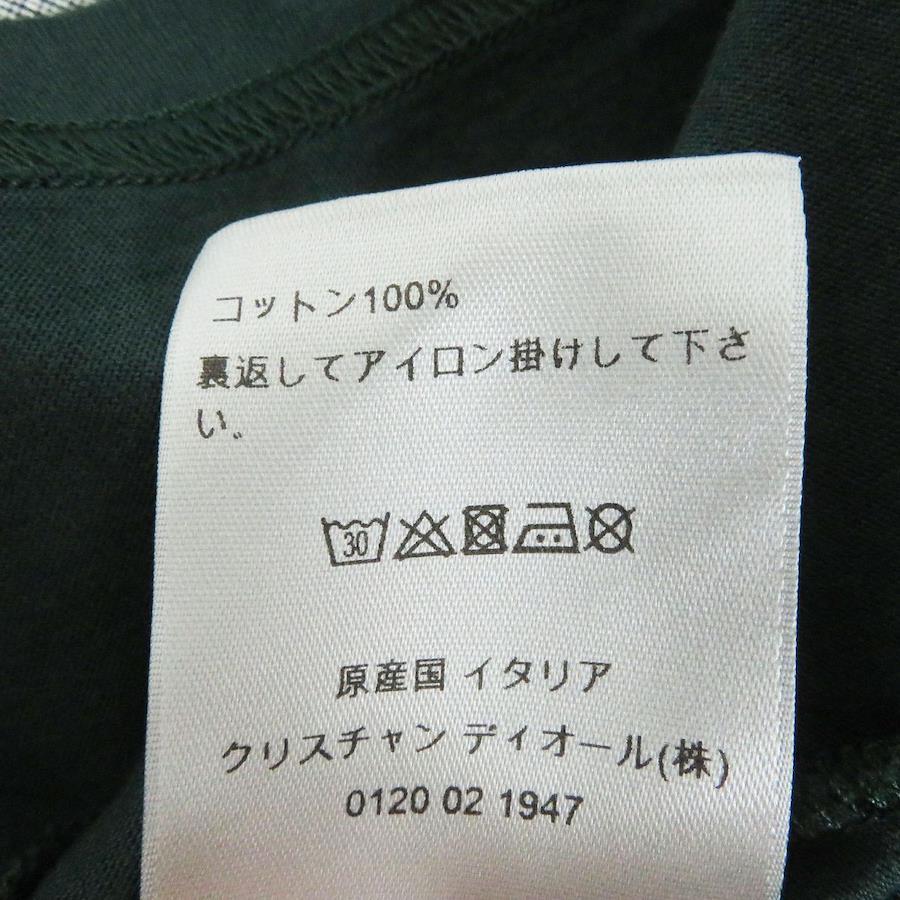 コットン100%
裏返してアイロン掛けして下さ
い。
30
原産国 イタリア
クリスチャン ディオール(株)
0120 02 1947